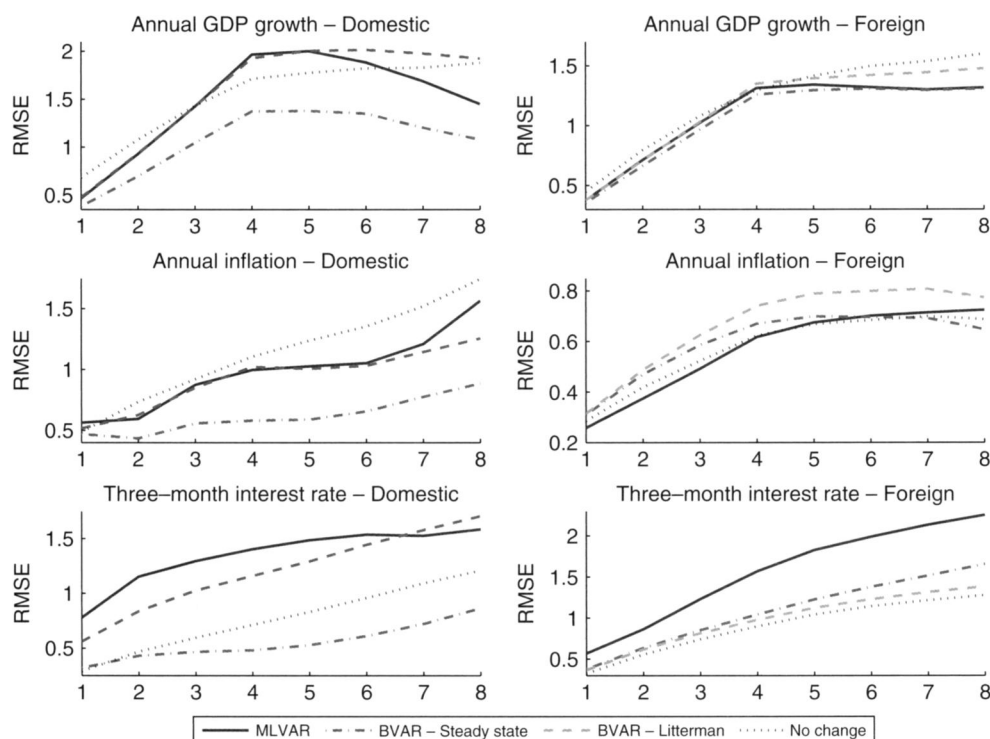 Annual GDP growth – Domestic
RMSE
2
1.5
1
0.5
1 2 3 4 5 6 7 8
Annual GDP growth – Foreign
RMSE
1.5
1
0.5
1 2 3 4 5 6 7 8
Annual inflation – Domestic
RMSE
1.5
1
0.5
1 2 3 4 5 6 7 8
Annual inflation – Foreign
RMSE
0.8
0.6
0.4
0.2
1 2 3 4 5 6 7 8
Three–month interest rate – Domestic
RMSE
1.5
1
0.5
1 2 3 4 5 6 7 8
Three–month interest rate – Foreign
RMSE
2
1.5
1
0.5
1 2 3 4 5 6 7 8
MLVAR BVAR – Steady state BVAR – Litterman No change